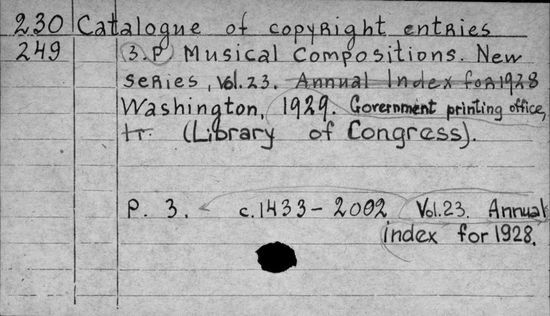 230 Catalogue of copyright entries
249 3.P. Musical Compositions. New
series, Vol.23. Annual Index for 1928
Washington, 1929. Government printing office,
tr. (Library of Congress).
P. 3. c.1433-2002 Vol.23. Annual
index for 1928.